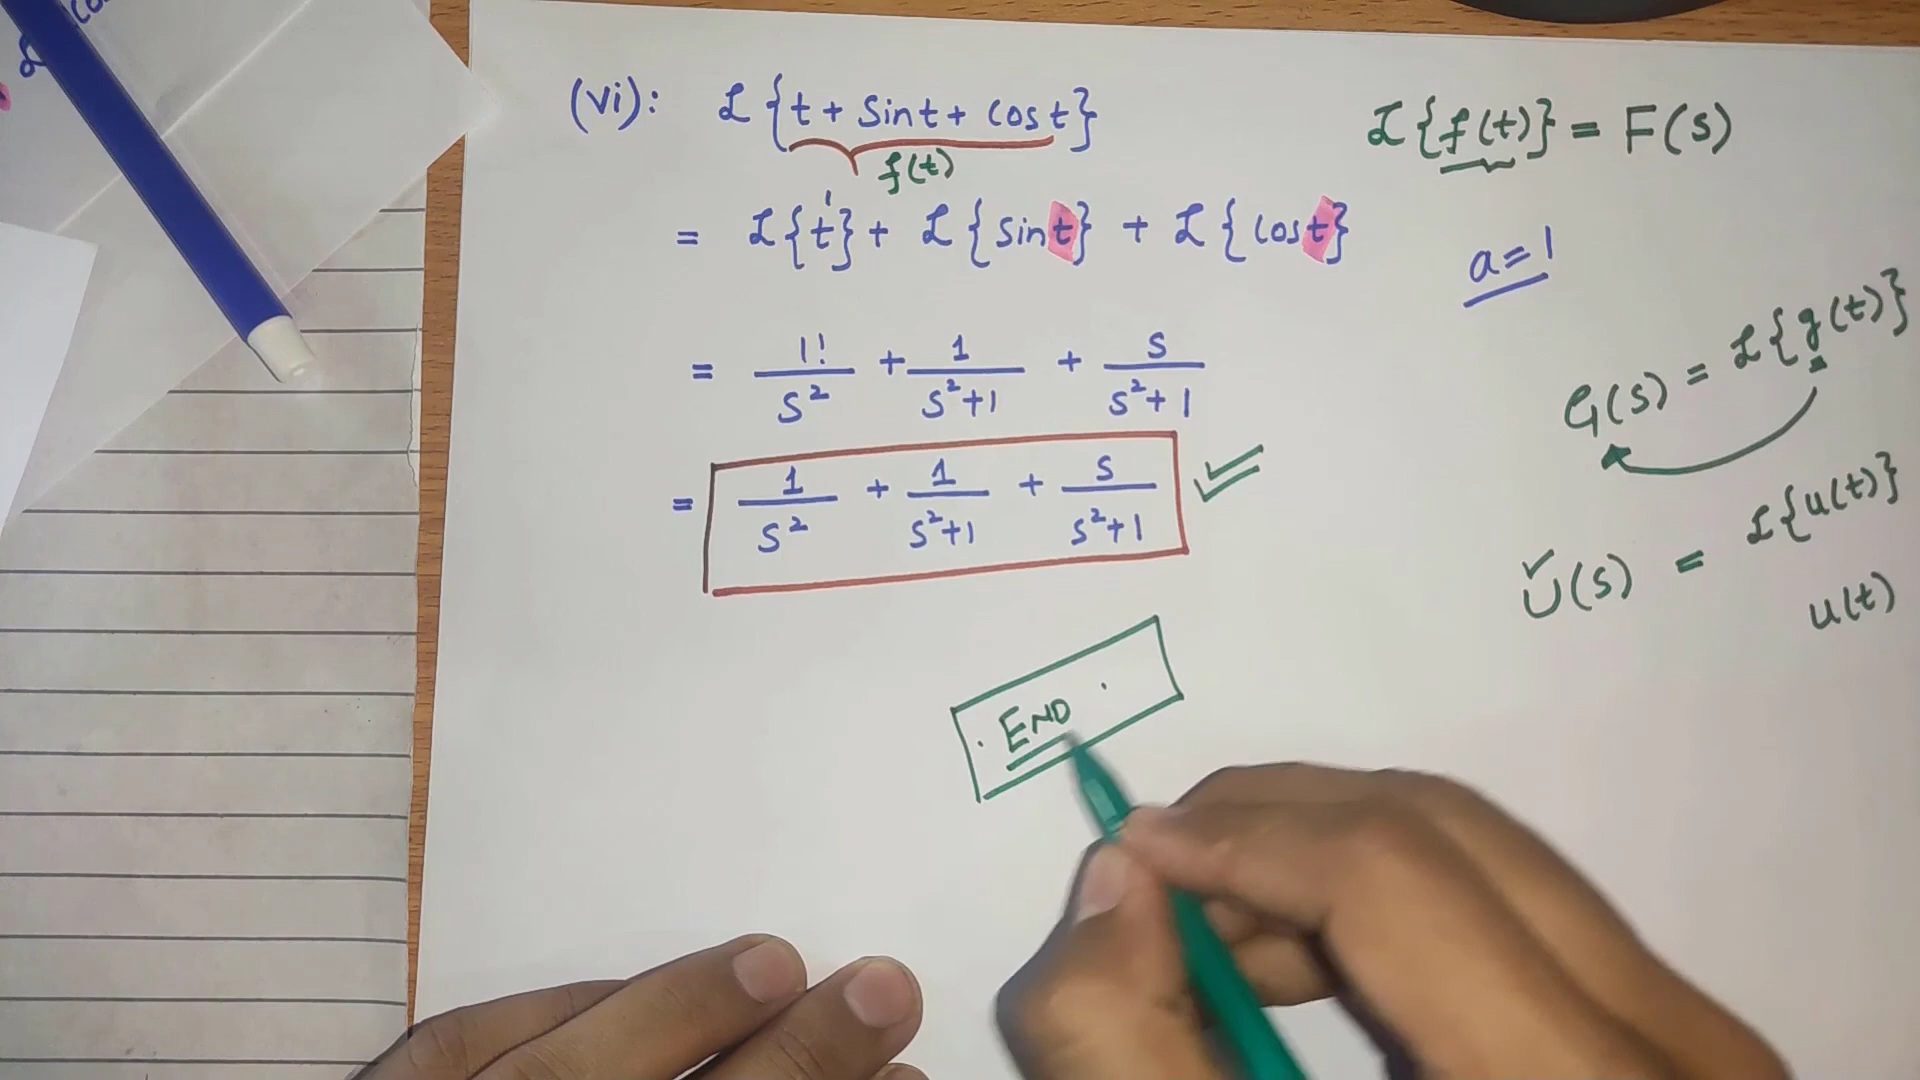 (vi): ℒ{t + Sint + Cost}
f(t)
= ℒ{t¹} + ℒ{Sint} + ℒ{Cost}
= 1!/S² + 1/S²+1 + S/S²+1
= 1/S² + 1/S²+1 + S/S²+1
END
ℒ{f(t)} = F(S)
a=1
G(S) = ℒ{g(t)}
U(S) = ℒ{u(t)}
u(t)